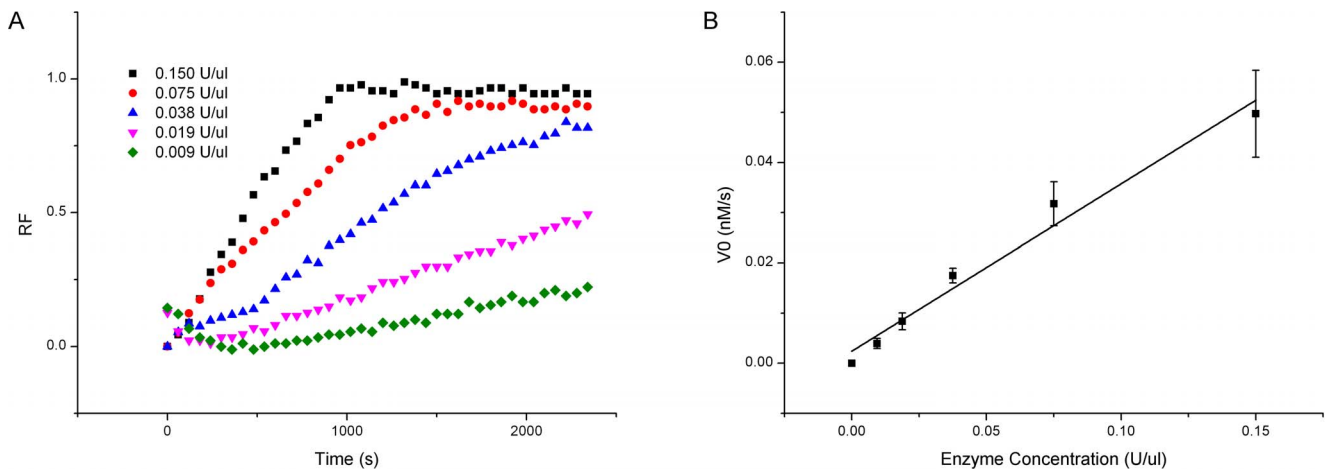 A
0.150 U/ul
0.075 U/ul
0.038 U/ul
0.019 U/ul
0.009 U/ul
1.0
0.5
0.0
RF
0
1000
2000
Time (s)
B
0.06
0.04
0.02
0.00
V0 (nM/s)
0.00
0.05
0.10
0.15
Enzyme Concentration (U/ul)